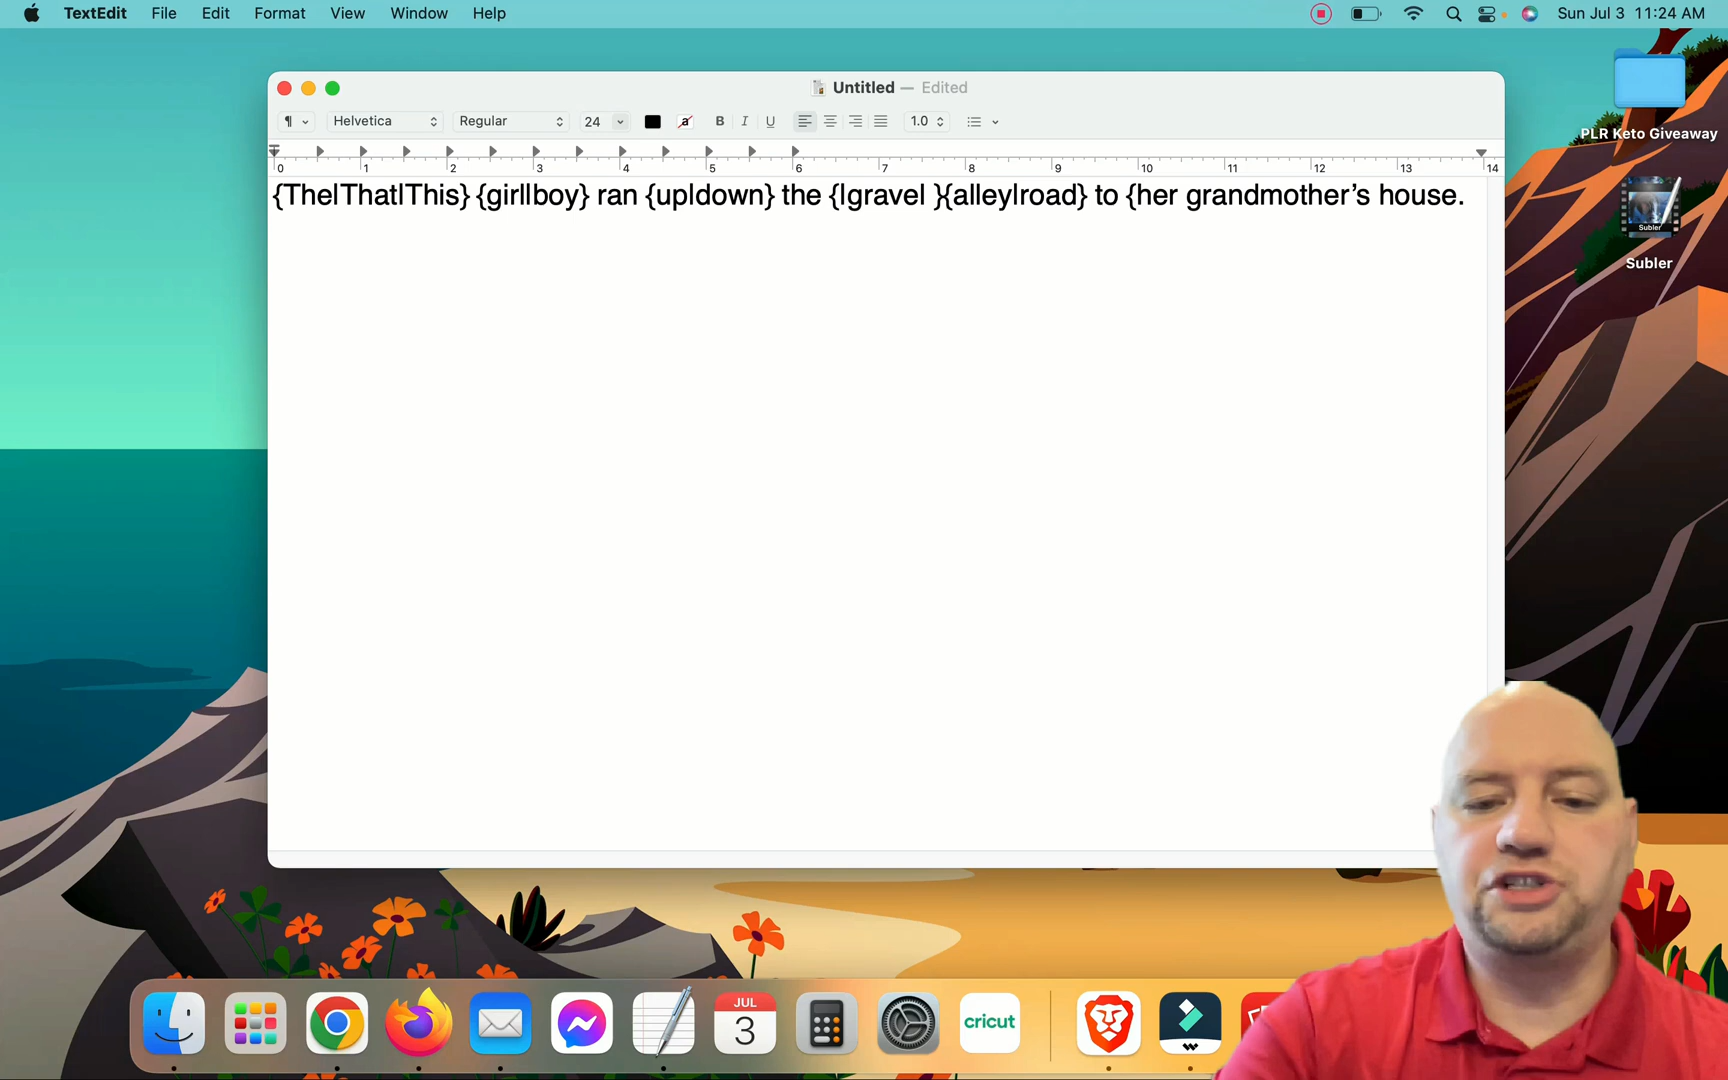 TextEdit File Edit Format View Window Help Sun Jul 3 11:24 AM
Untitled — Edited
¶ Helvetica Regular 24 a B I U 1.0
0 1 2 3 4 5 6 7 8 9 10 11 12 13 14
{The|That|This} {girl|boy} ran {up|down} the {|gravel }{alley|road} to {her grandmother’s house.
PLR Keto Giveaway
Subler
Subler
JUL
3
cricut